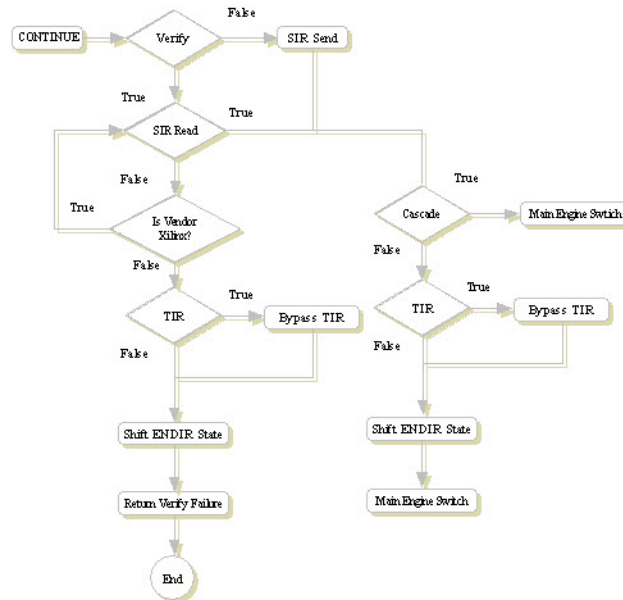 False
CONTINUE
Verify
SIR Send
True
True
SIR Read
False
True
True
Is Vendor
Xilinx?
Cascade
Main Engine Swtich
False
False
True
True
TIR
Bypass TIR
TIR
Bypass TIR
False
False
Shift ENDIR State
Shift ENDIR State
Return Verify Failure
Main Engine Switch
End